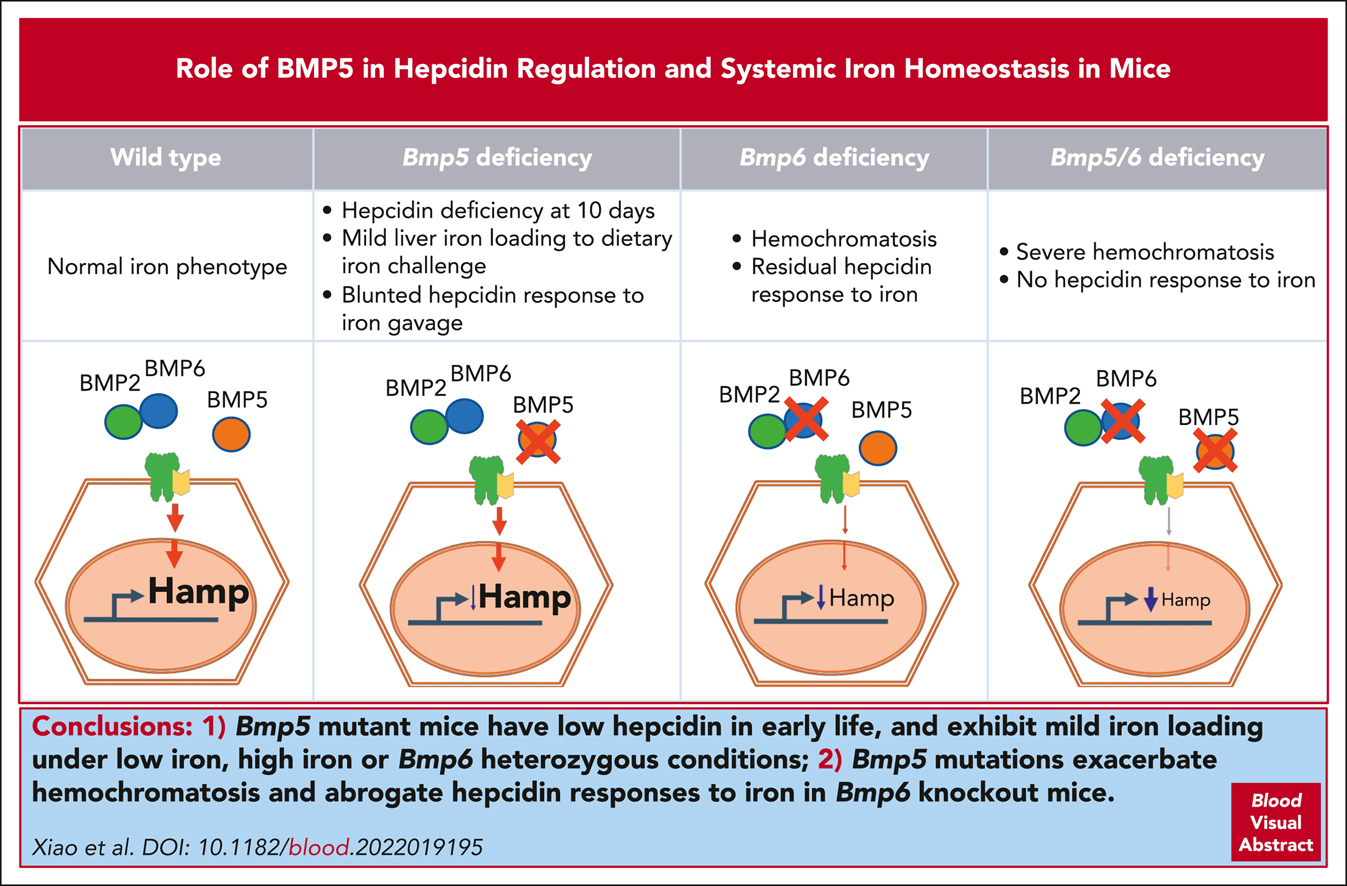 Role of BMP5 in Hepcidin Regulation and Systemic Iron Homeostasis in Mice
Wild type
Bmp5 deficiency
Bmp6 deficiency
Bmp5/6 deficiency
Normal iron phenotype
• Hepcidin deficiency at 10 days
• Mild liver iron loading to dietary
iron challenge
• Blunted hepcidin response to
iron gavage
• Hemochromatosis
• Residual hepcidin
response to iron
• Severe hemochromatosis
• No hepcidin response to iron
BMP2
BMP6
BMP5
Hamp
BMP2
BMP6
BMP5
↓Hamp
BMP2
BMP6
BMP5
↓Hamp
BMP2
BMP6
BMP5
↓Hamp
Conclusions: 1) Bmp5 mutant mice have low hepcidin in early life, and exhibit mild iron loading
under low iron, high iron or Bmp6 heterozygous conditions; 2) Bmp5 mutations exacerbate
hemochromatosis and abrogate hepcidin responses to iron in Bmp6 knockout mice.
Xiao et al. DOI: 10.1182/blood.2022019195
Blood
Visual
Abstract